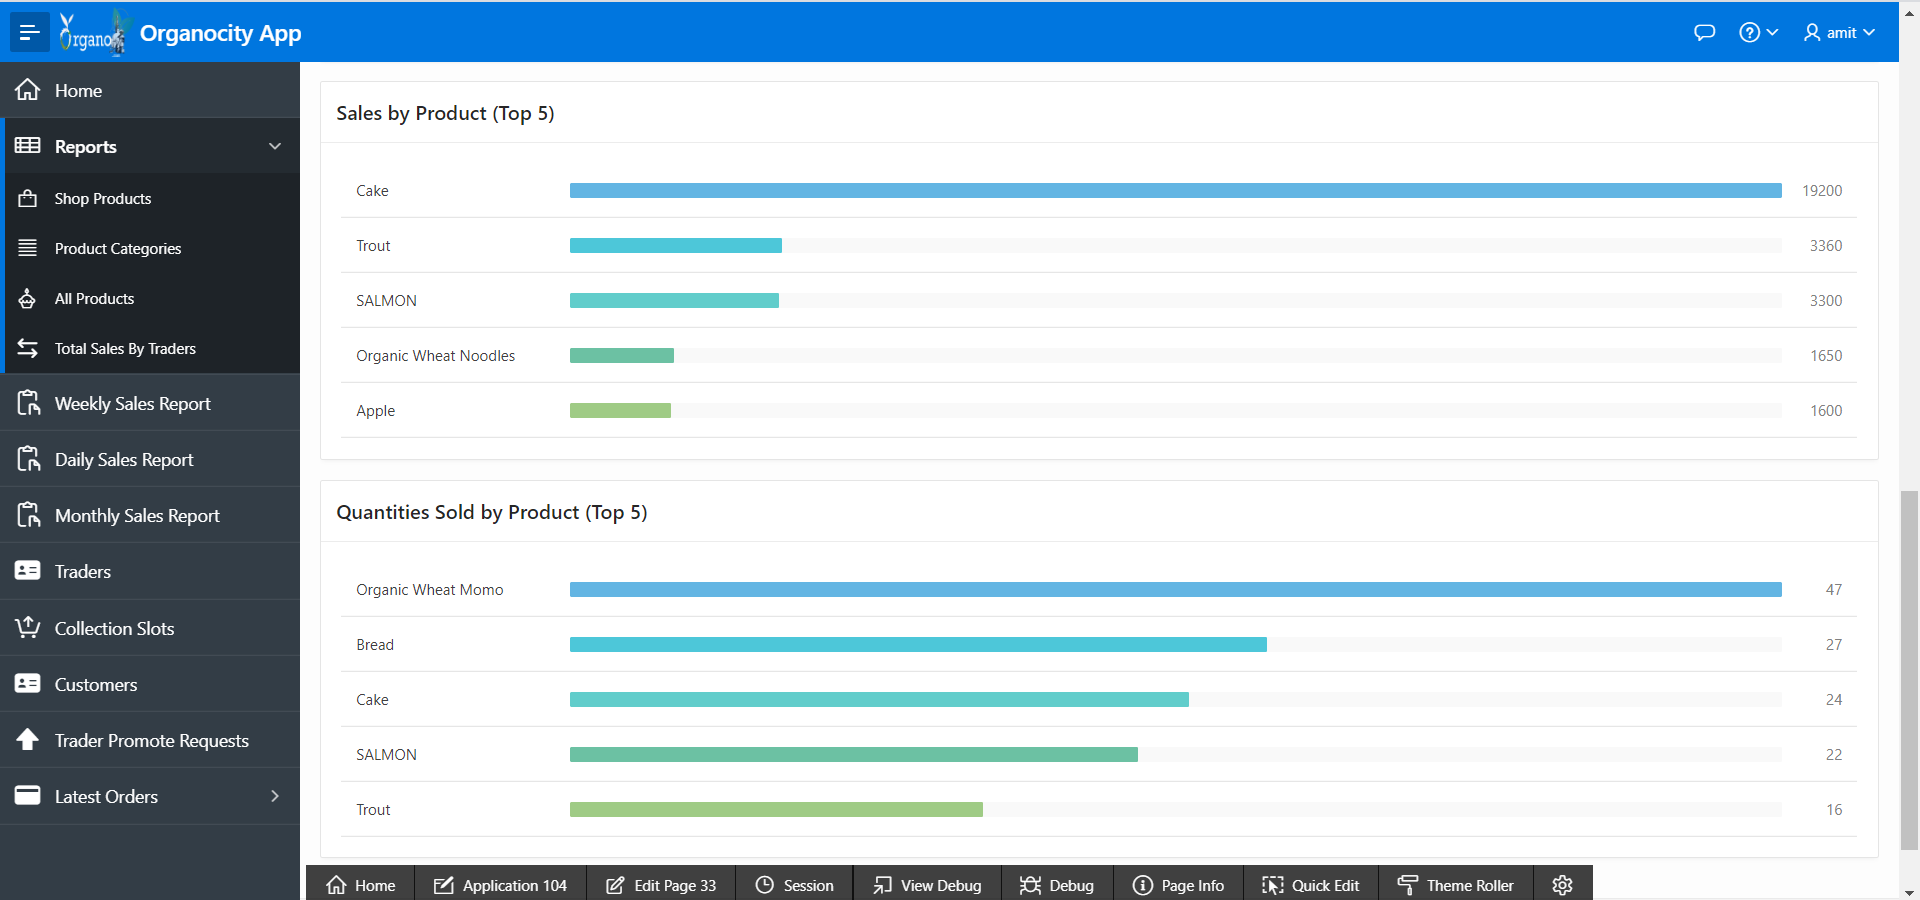 Organo
Organocity App
amit
Home
Reports
Shop Products
Product Categories
All Products
Total Sales By Traders
Weekly Sales Report
Daily Sales Report
Monthly Sales Report
Traders
Collection Slots
Customers
Trader Promote Requests
Latest Orders
Sales by Product (Top 5)
Cake 19200
Trout 3360
SALMON 3300
Organic Wheat Noodles 1650
Apple 1600
Quantities Sold by Product (Top 5)
Organic Wheat Momo 47
Bread 27
Cake 24
SALMON 22
Trout 16
Home Application 104 Edit Page 33 Session View Debug Debug Page Info Quick Edit Theme Roller